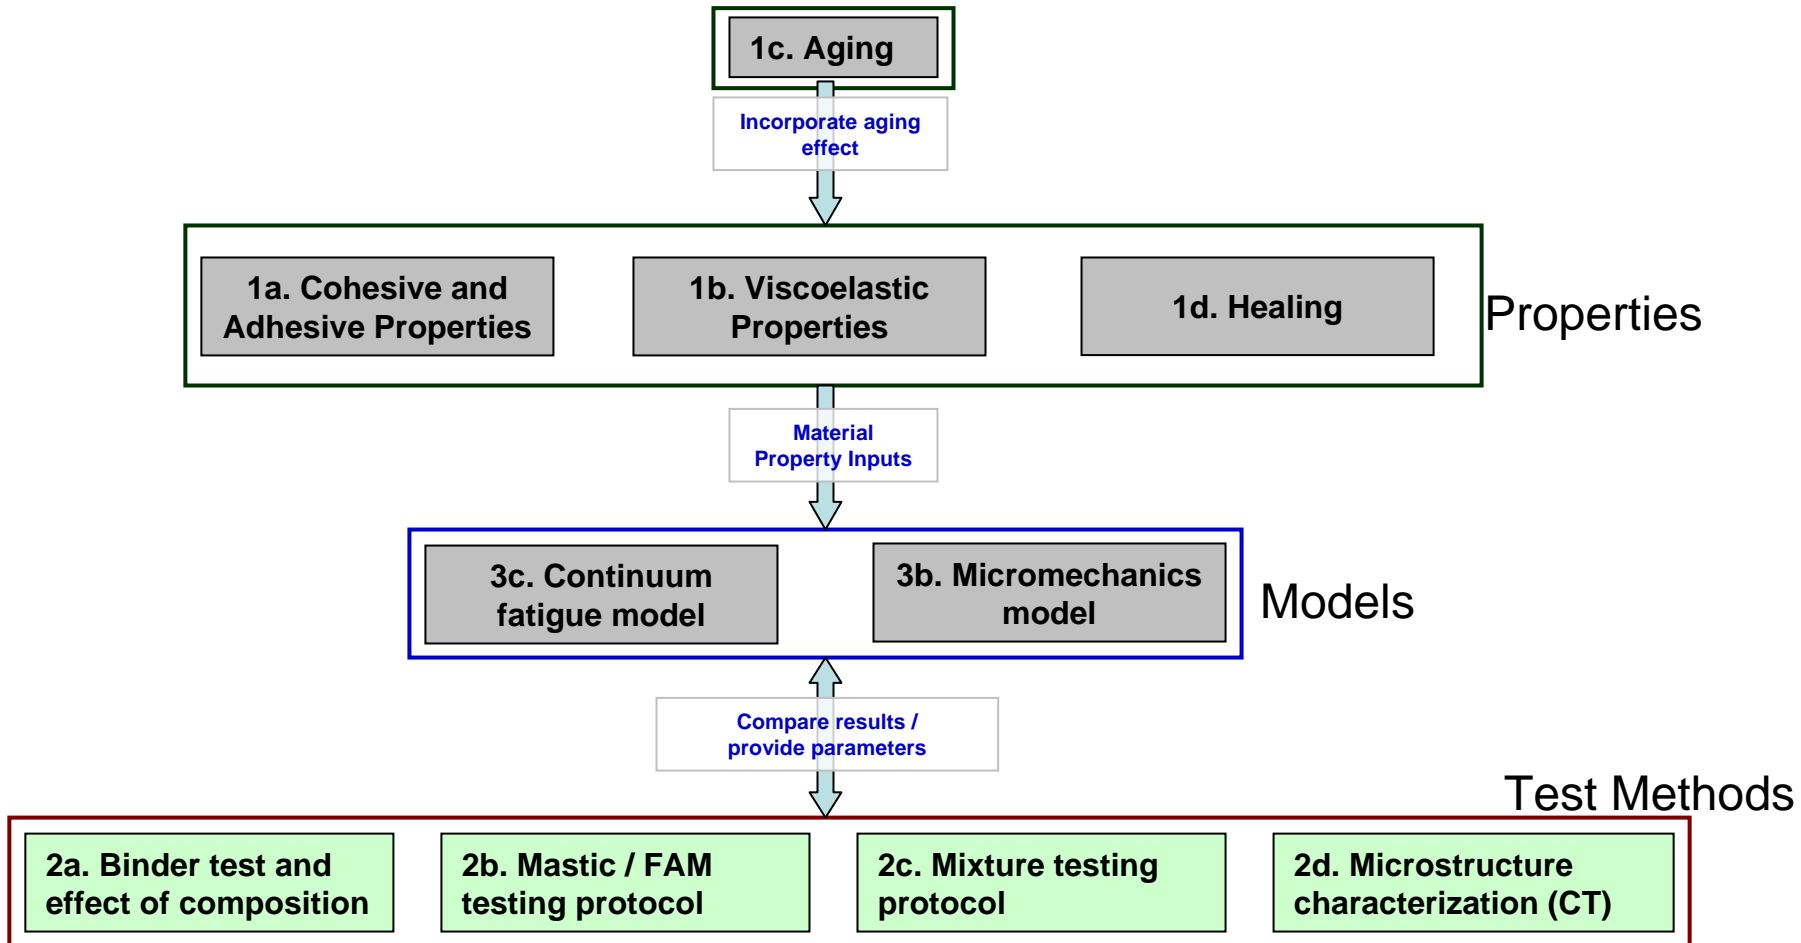 1c. Aging
Incorporate aging
effect
1a. Cohesive and
Adhesive Properties
1b. Viscoelastic
Properties
1d. Healing
Properties
Material
Property Inputs
3c. Continuum
fatigue model
3b. Micromechanics
model
Models
Compare results /
provide parameters
Test Methods
2a. Binder test and
effect of composition
2b. Mastic / FAM
testing protocol
2c. Mixture testing
protocol
2d. Microstructure
characterization (CT)